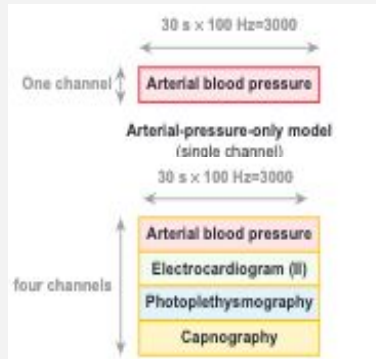 30 s × 100 Hz=3000
One channel
Arterial blood pressure
Arterial-pressure-only model
(single channel)
30 s × 100 Hz=3000
four channels
Arterial blood pressure
Electrocardiogram (II)
Photoplethysmography
Capnography